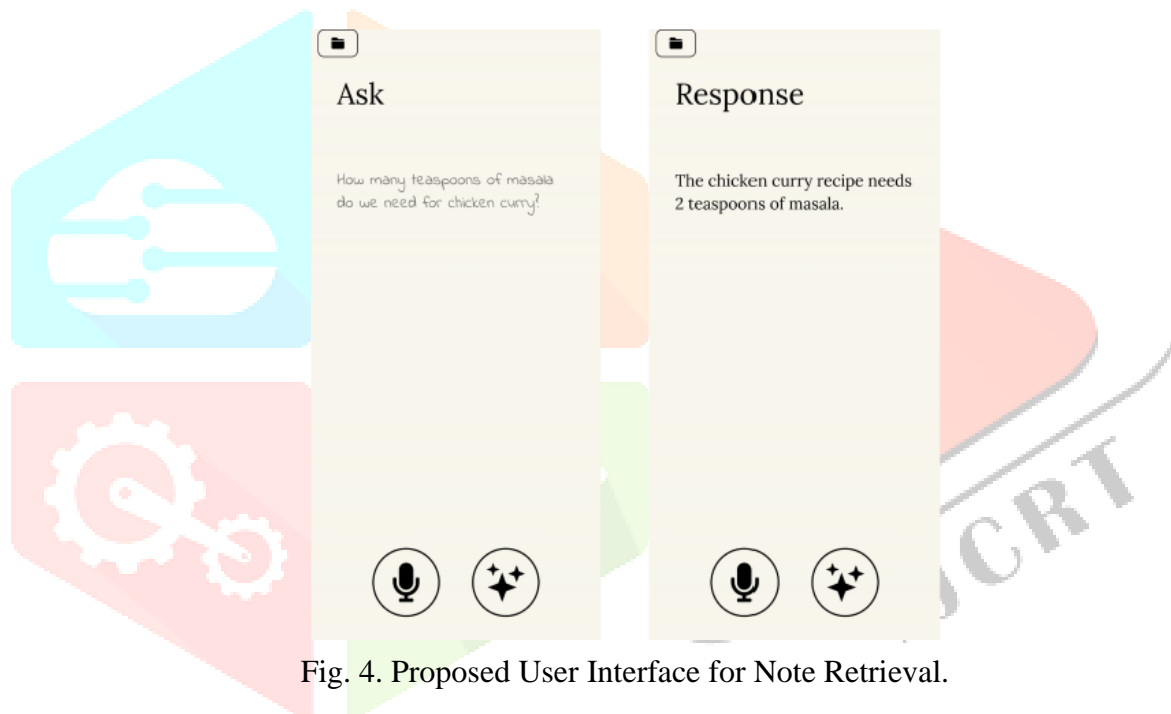 Ask
How many teaspoons of masala
do we need for chicken curry?
Response
The chicken curry recipe needs
2 teaspoons of masala.
Fig. 4. Proposed User Interface for Note Retrieval.